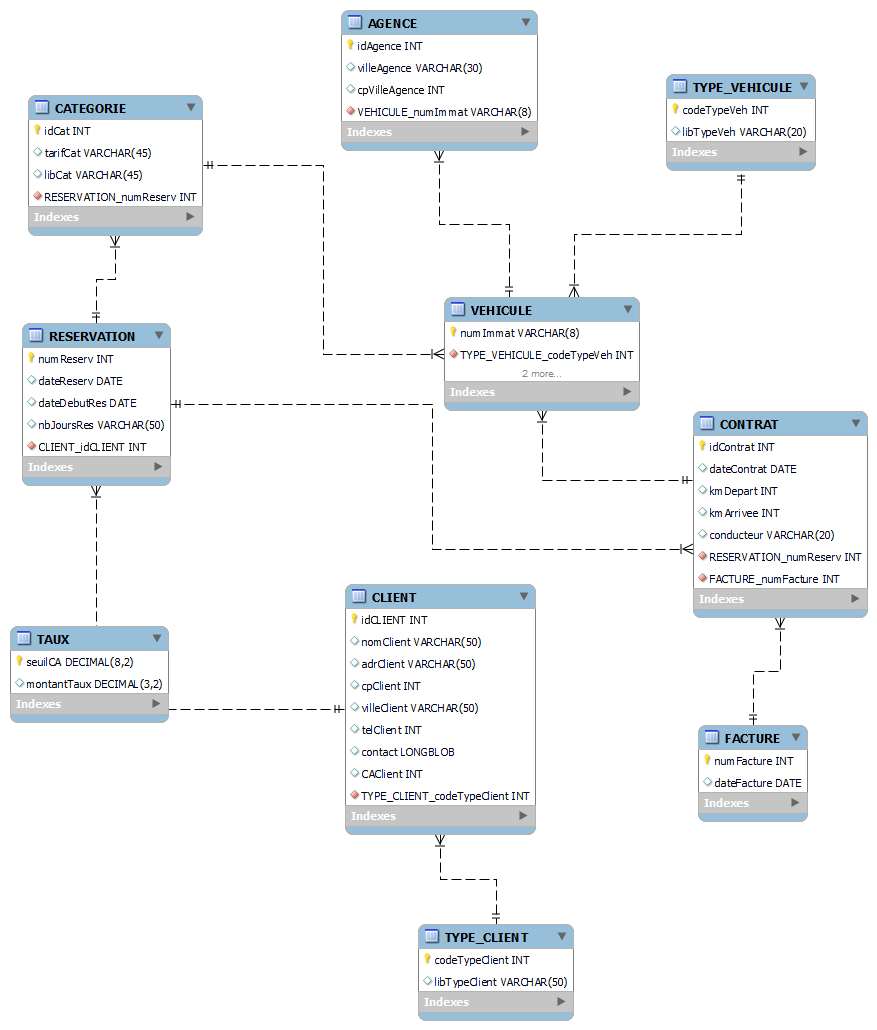 AGENCE
idAgence INT
villeAgence VARCHAR(30)
cpVilleAgence INT
VEHICULE_numImmat VARCHAR(8)
Indexes
TYPE_VEHICULE
codeTypeVeh INT
libTypeVeh VARCHAR(20)
Indexes
CATEGORIE
idCat INT
tarifCat VARCHAR(45)
libCat VARCHAR(45)
RESERVATION_numReserv INT
Indexes
VEHICULE
numImmat VARCHAR(8)
TYPE_VEHICULE_codeTypeVeh INT
2 more...
Indexes
RESERVATION
numReserv INT
dateReserv DATE
dateDebutRes DATE
nbJoursRes VARCHAR(50)
CLIENT_idCLIENT INT
Indexes
CONTRAT
idContrat INT
dateContrat DATE
kmDepart INT
kmArrivee INT
conducteur VARCHAR(20)
RESERVATION_numReserv INT
FACTURE_numFacture INT
Indexes
CLIENT
idCLIENT INT
nomClient VARCHAR(50)
adrClient VARCHAR(50)
cpClient INT
villeClient VARCHAR(50)
telClient INT
contact LONGBLOB
CAClient INT
TYPE_CLIENT_codeTypeClient INT
Indexes
TAUX
seuilCA DECIMAL(8,2)
montantTaux DECIMAL(3,2)
Indexes
FACTURE
numFacture INT
dateFacture DATE
Indexes
TYPE_CLIENT
codeTypeClient INT
libTypeClient VARCHAR(50)
Indexes